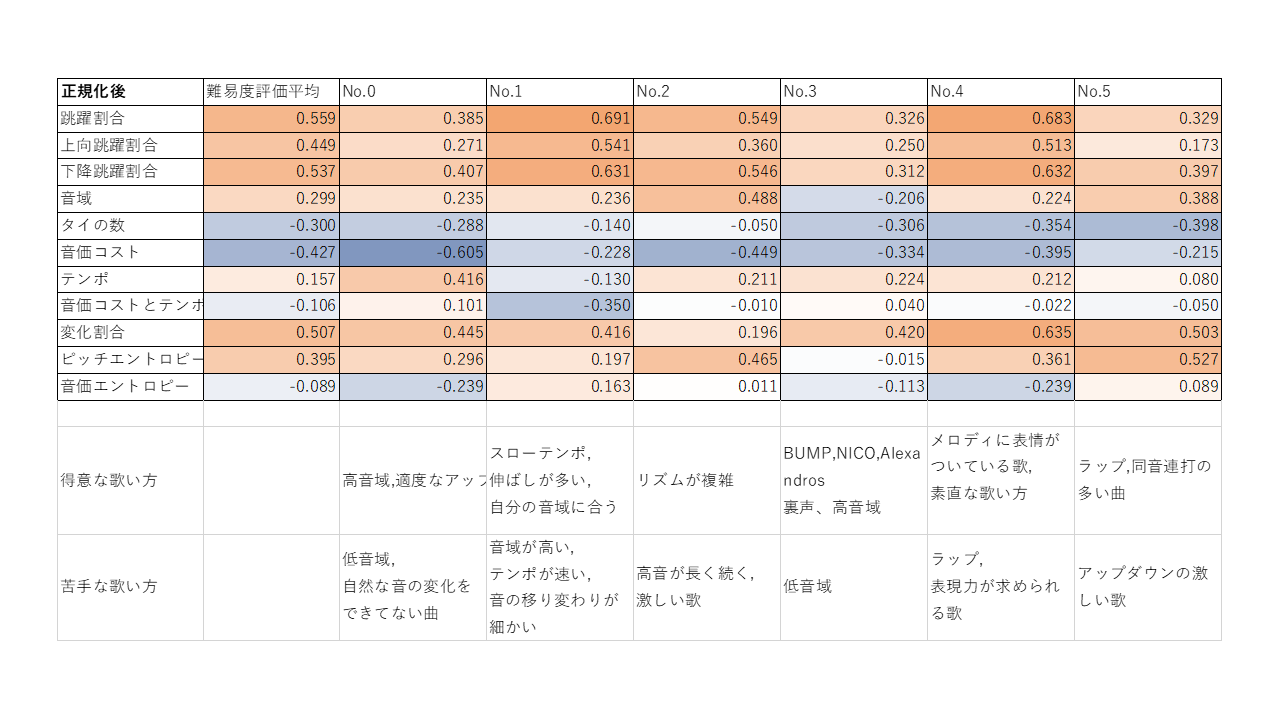 正規化後 難易度評価平均 No.0 No.1 No.2 No.3 No.4 No.5
跳躍割合 0.559 0.385 0.691 0.549 0.326 0.683 0.329
上向跳躍割合 0.449 0.271 0.541 0.360 0.250 0.513 0.173
下降跳躍割合 0.537 0.407 0.631 0.546 0.312 0.632 0.397
音域 0.299 0.235 0.236 0.488 -0.206 0.224 0.388
タイの数 -0.300 -0.288 -0.140 -0.050 -0.306 -0.354 -0.398
音価コスト -0.427 -0.605 -0.228 -0.449 -0.334 -0.395 -0.215
テンポ 0.157 0.416 -0.130 0.211 0.224 0.212 0.080
音価コストとテンポ -0.106 0.101 -0.350 -0.010 0.040 -0.022 -0.050
変化割合 0.507 0.445 0.416 0.196 0.420 0.635 0.503
ピッチエントロピー 0.395 0.296 0.197 0.465 -0.015 0.361 0.527
音価エントロピー -0.089 -0.239 0.163 0.011 -0.113 -0.239 0.089
得意な歌い方
高音域,適度なアップ
スローテンポ,
伸ばしが多い,
自分の音域に合う
リズムが複雑
BUMP,NICO,Alexa
ndros
裏声、高音域
メロディに表情が
ついている歌,
素直な歌い方
ラップ,同音連打の
多い曲
苦手な歌い方
低音域,
自然な音の変化を
できてない曲
音域が高い,
テンポが速い,
音の移り変わりが
細かい
高音が長く続く,
激しい歌
低音域
ラップ,
表現力が求められ
る歌
アップダウンの激
しい歌